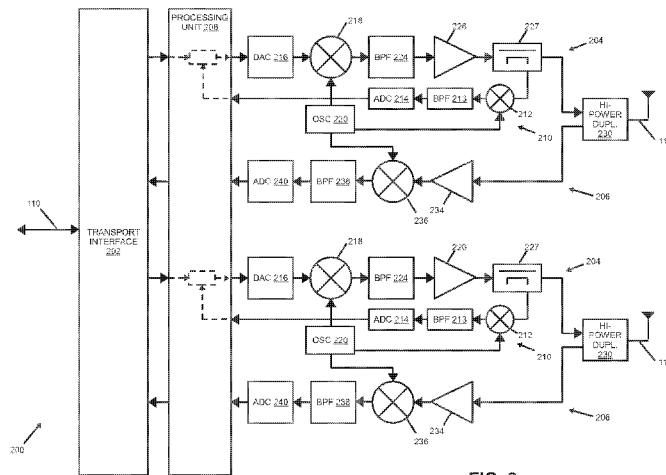 PROCESSING
UNIT 208
218
226
227
204
DAC 216
BPF 224
ADC 214
BPF 213
212
210
HI-
POWER
DUPL.
230
11
OSC 220
ADC 240
BPF 238
236
234
206
110
TRANSPORT
INTERFACE
202
218
226
227
204
DAC 216
BPF 224
ADC 214
BPF 213
212
210
HI-
POWER
DUPL.
230
11
OSC 220
ADC 240
BPF 238
236
234
206
200